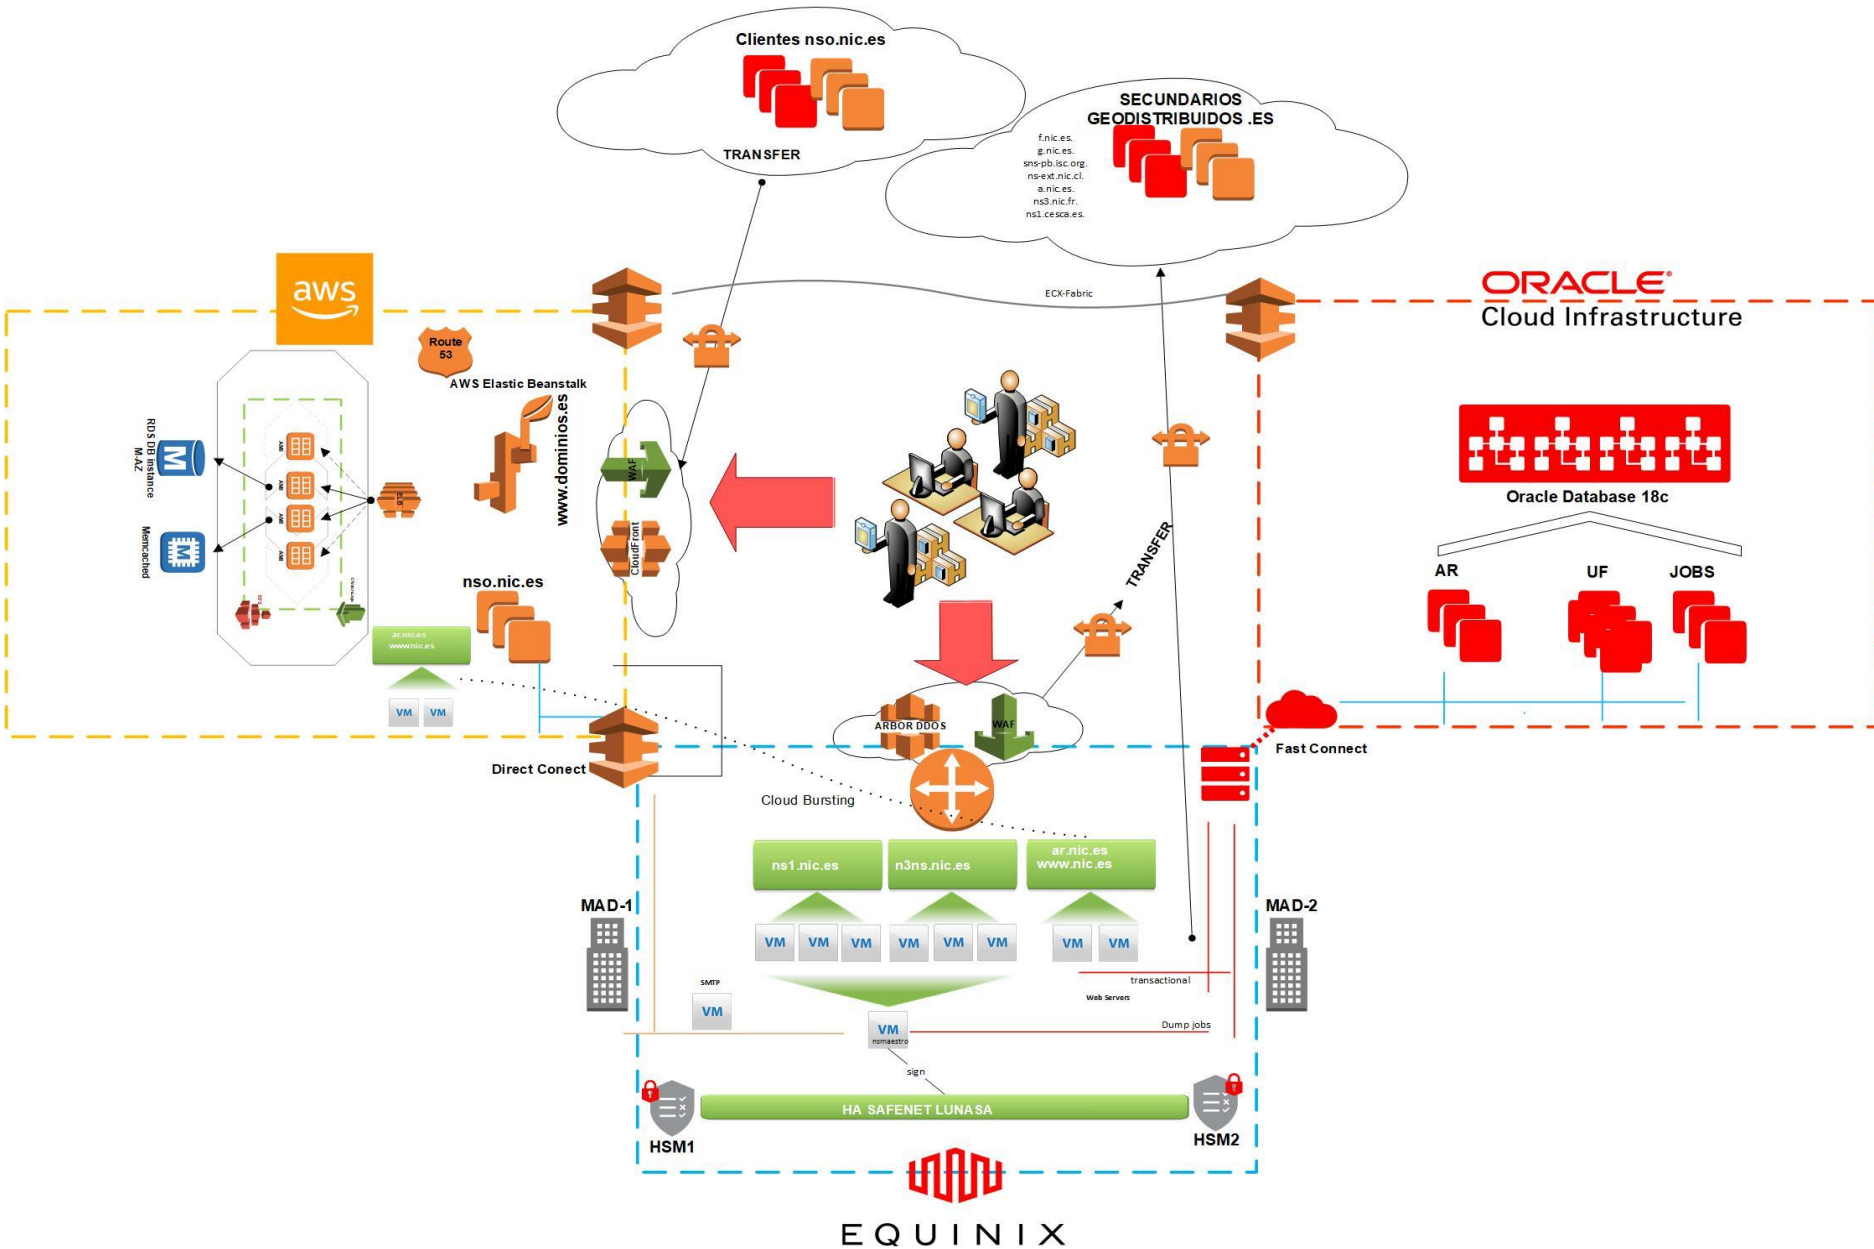 Clientes nso.nic.es
TRANSFER
SECUNDARIOS
GEODISTRIBUIDOS .ES
f.nic.es.
g.nic.es.
sns-pb.isc.org.
ns-ext.nic.cl.
a.nic.es.
ns3.nic.fr.
ns1.cesca.es.
aws
ECX-Fabric
ORACLE
Cloud Infrastructure
Route
53
AWS Elastic Beanstalk
www.dominios.es
RDS DB instance
M-AZ
M
Memcached
M
AMI
AMI
AMI
AMI
ELB
WAF
CloudFront
nso.nic.es
ar.nic.es
www.nic.es
VM
VM
Direct Conect
TRANSFER
Oracle Database 18c
AR
UF
JOBS
Fast Connect
ARBOR DDOS
WAF
Cloud Bursting
ns1.nic.es
n3ns.nic.es
ar.nic.es
www.nic.es
VM
VM
VM
VM
VM
VM
VM
VM
MAD-1
MAD-2
transactional
Web Servers
SMTP
VM
VM
nsmaestro
Dump jobs
sign
HA SAFENET LUNASA
HSM1
HSM2
EQUINIX